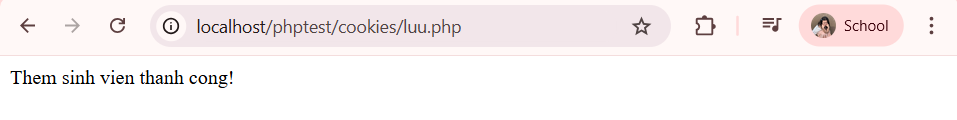 localhost/phptest/cookies/luu.php
School
Them sinh vien thanh cong!